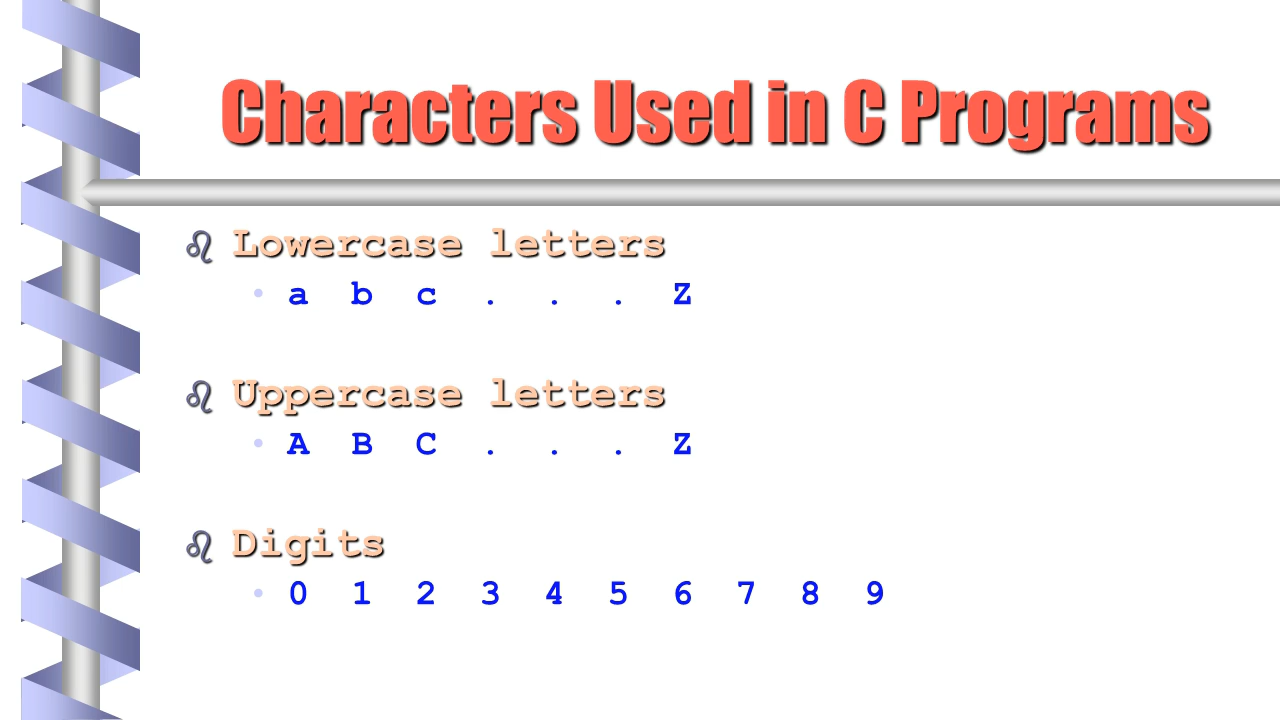 Characters Used in C Programs
Lowercase letters
a b c . . . Z
Uppercase letters
A B C . . . Z
Digits
0 1 2 3 4 5 6 7 8 9